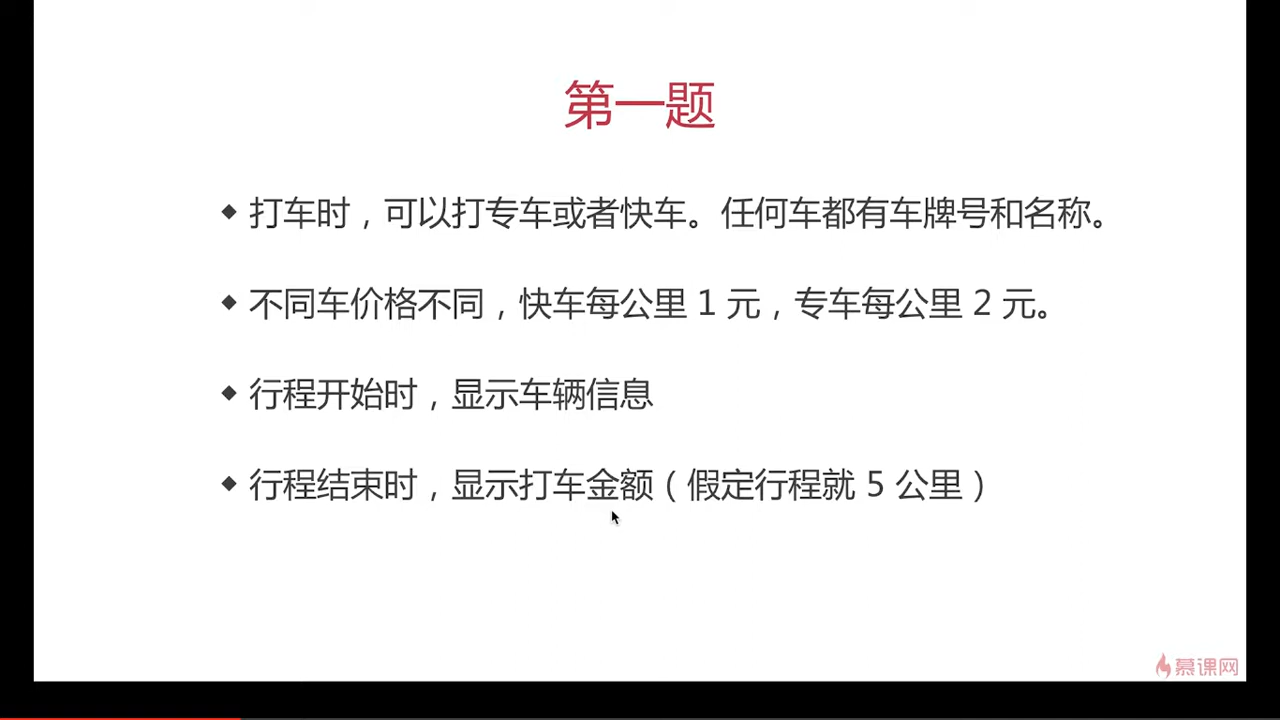 第一题
◆ 打车时，可以打专车或者快车。任何车都有车牌号和名称。
◆ 不同车价格不同，快车每公里 1 元，专车每公里 2 元。
◆ 行程开始时，显示车辆信息
◆ 行程结束时，显示打车金额（假定行程就 5 公里）
慕课网